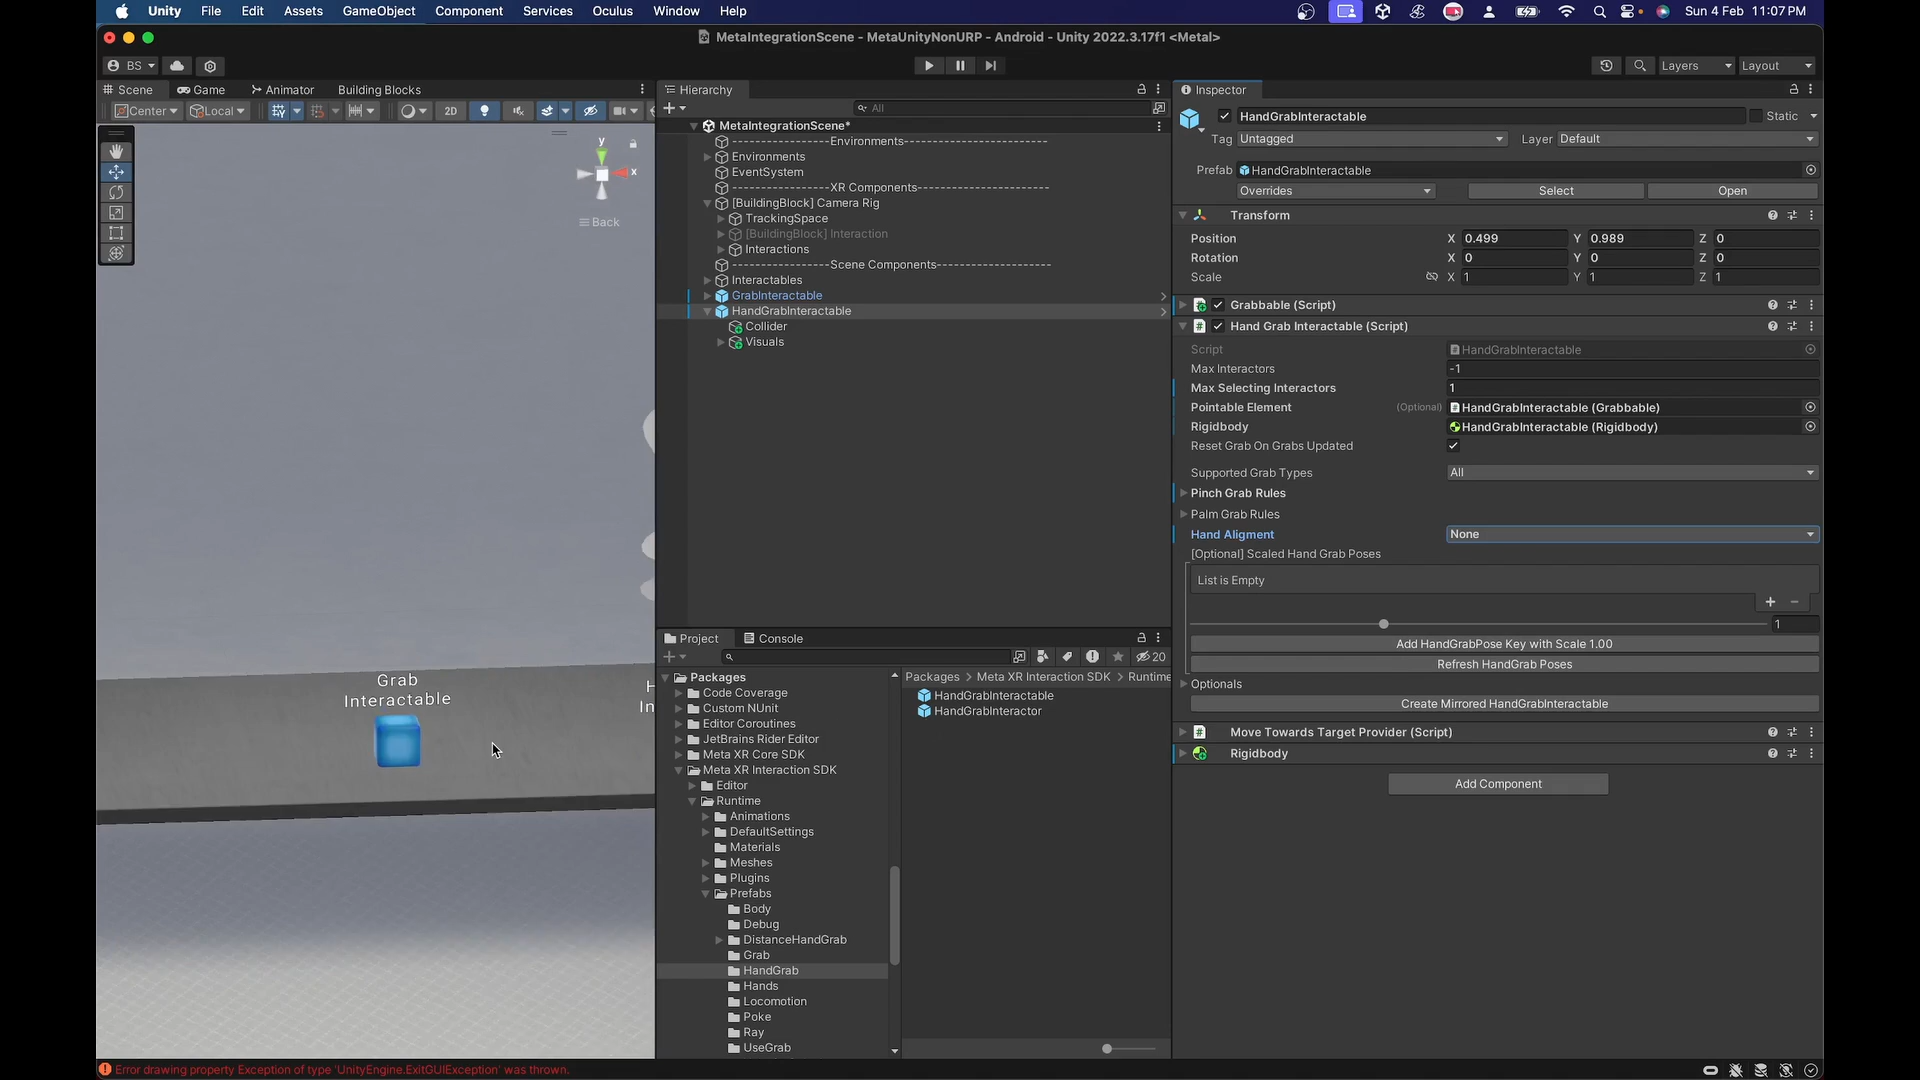 Unity File Edit Assets GameObject Component Services Oculus Window Help Sun 4 Feb 11:07 PM
MetaIntegrationScene - MetaUnityNonURP - Android - Unity 2022.3.17f1 <Metal>
BS Layers Layout
Scene Game Animator Building Blocks
Center Local 2D
y
x
Back
Grab
Interactable
H
In
Hierarchy
All
MetaIntegrationScene*
------------------Environments------------------------
Environments
EventSystem
------------------XR Components-----------------------
[BuildingBlock] Camera Rig
TrackingSpace
[BuildingBlock] Interaction
Interactions
------------------Scene Components--------------------
Interactables
GrabInteractable
HandGrabInteractable
Collider
Visuals
Project Console
20
Packages
Code Coverage
Custom NUnit
Editor Coroutines
JetBrains Rider Editor
Meta XR Core SDK
Meta XR Interaction SDK
Editor
Runtime
Animations
DefaultSettings
Materials
Meshes
Plugins
Prefabs
Body
Debug
DistanceHandGrab
Grab
HandGrab
Hands
Locomotion
Poke
Ray
UseGrab
Packages > Meta XR Interaction SDK > Runtime
HandGrabInteractable
HandGrabInteractor
Inspector
HandGrabInteractable Static
Tag Untagged Layer Default
Prefab HandGrabInteractable
Overrides Select Open
Transform
Position X 0.499 Y 0.989 Z 0
Rotation X 0 Y 0 Z 0
Scale X 1 Y 1 Z 1
Grabbable (Script)
Hand Grab Interactable (Script)
Script HandGrabInteractable
Max Interactors -1
Max Selecting Interactors 1
Pointable Element (Optional) HandGrabInteractable (Grabbable)
Rigidbody HandGrabInteractable (Rigidbody)
Reset Grab On Grabs Updated
Supported Grab Types All
Pinch Grab Rules
Palm Grab Rules
Hand Aligment None
[Optional] Scaled Hand Grab Poses
List is Empty
+ −
1
Add HandGrabPose Key with Scale 1.00
Refresh HandGrab Poses
Optionals
Create Mirrored HandGrabInteractable
Move Towards Target Provider (Script)
Rigidbody
Add Component
Error drawing property Exception of type 'UnityEngine.ExitGUIException' was thrown.